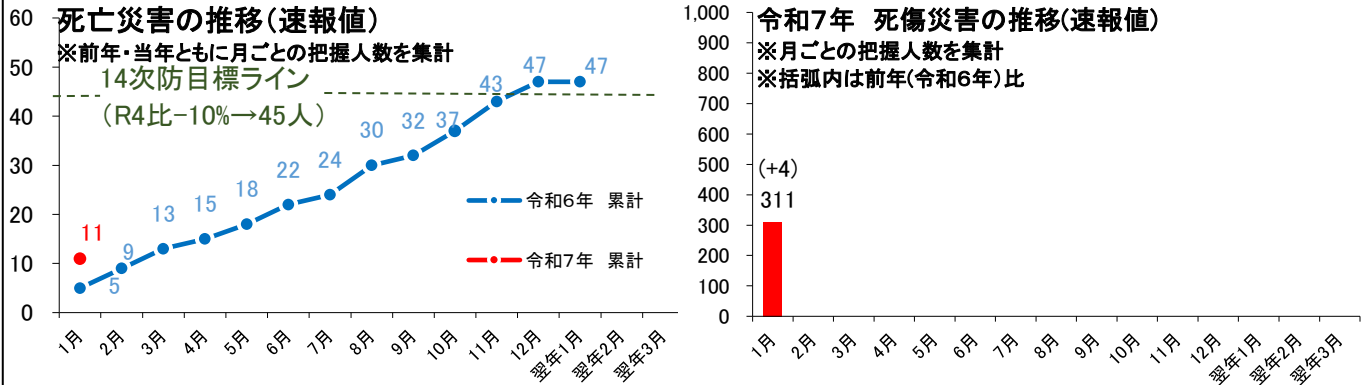 死亡災害の推移(速報値)
※前年・当年ともに月ごとの把握人数を集計
14次防目標ライン
(R4比-10%→45人)
60
50
40
30
20
10
0
5
9
13
15
18
22
24
30
32
37
43
47
47
11
令和6年 累計
令和7年 累計
1月
2月
3月
4月
5月
6月
7月
8月
9月
10月
11月
12月
翌年1月
翌年2月
翌年3月
令和7年 死傷災害の推移(速報値)
※月ごとの把握人数を集計
※括弧内は前年(令和6年)比
1,000
900
800
700
600
500
400
300
200
100
0
(+4)
311
1月
2月
3月
4月
5月
6月
7月
8月
9月
10月
11月
12月
翌年1月
翌年2月
翌年3月